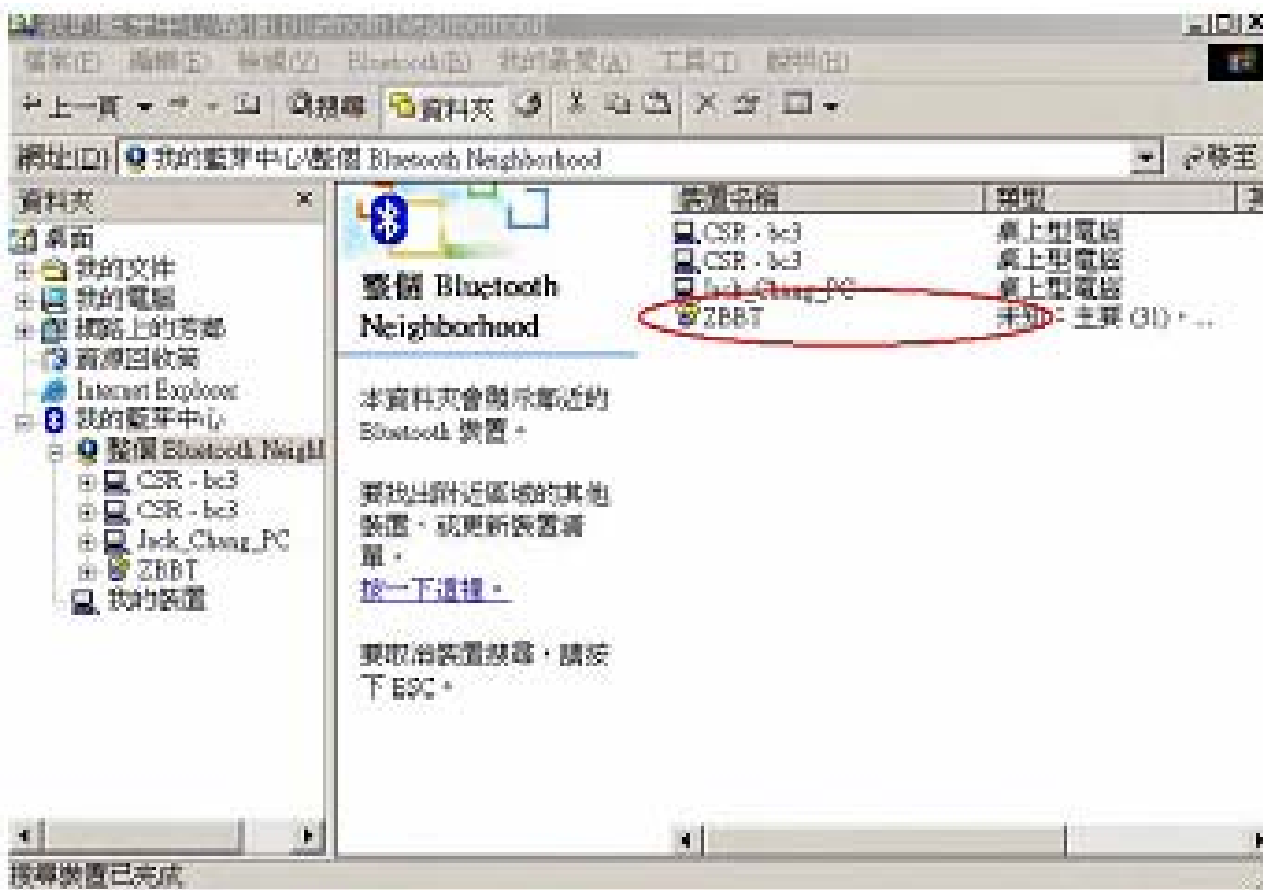 檔案(F) 編輯(E) 檢視(V) Bluetooth(B) 我的最愛(A) 工具(T) 說明(H)
上一頁 搜尋 資料夾
網址(D) 我的藍芽中心\整個 Bluetooth Neighborhood 移至
資料夾 ×
桌面
我的文件
我的電腦
網路上的芳鄰
資源回收筒
Internet Explorer
我的藍芽中心
整個 Bluetooth Neighl
CSR - bc3
CSR - bc3
Jack_Chang_PC
ZBBT
我的裝置
整個 Bluetooth
Neighborhood
本資料夾會顯示鄰近的
Bluetooth 裝置。
要找出附近區域的其他
裝置,或更新裝置清
單。
按一下這裡。
要取消裝置搜尋,請按
下 ESC。
裝置名稱 類型
CSR - bc3 桌上型電腦
CSR - bc3 桌上型電腦
Jack_Chang_PC 桌上型電腦
ZBBT 未知: 主要 (31),...
搜尋裝置已完成